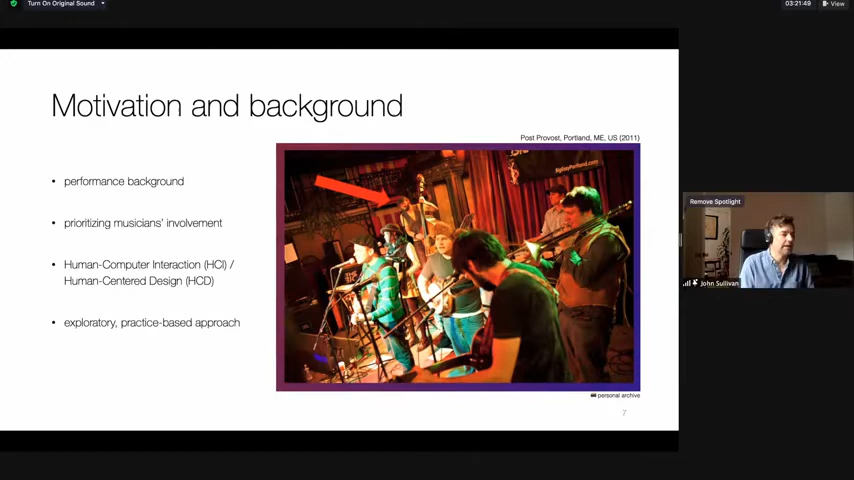 Turn On Original Sound
03:21:49
View
Motivation and background
Post Provost, Portland, ME, US (2011)
bigeasyportland.com
• performance background
• prioritizing musicians' involvement
• Human-Computer Interaction (HCI) /
Human-Centered Design (HCD)
• exploratory, practice-based approach
personal archive
7
Remove Spotlight
John Sullivan